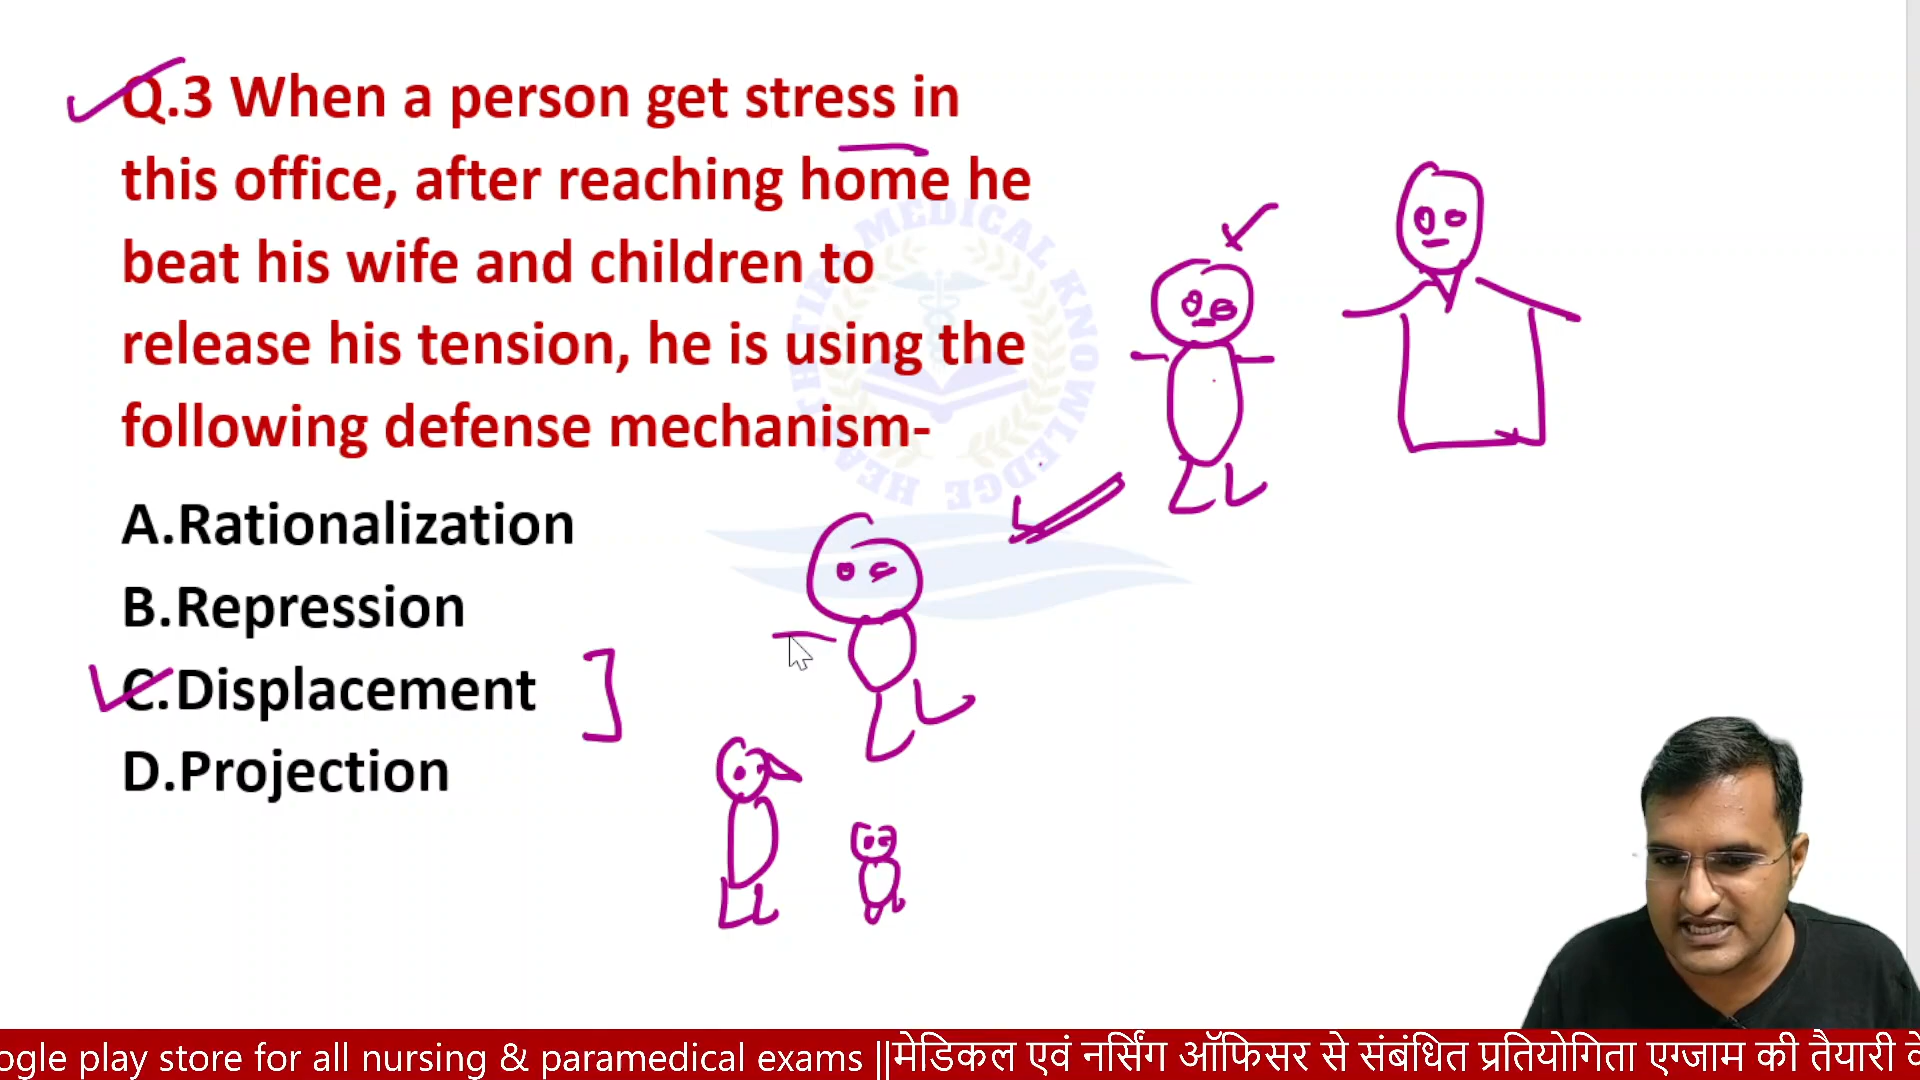 Q.3 When a person get stress in
this office, after reaching home he
beat his wife and children to
release his tension, he is using the
following defense mechanism-
A.Rationalization
B.Repression
C.Displacement
D.Projection
MEDICAL KNOWLEDGE
ogle play store for all nursing & paramedical exams ||मेडिकल एवं नर्सिंग ऑफिसर से संबंधित प्रतियोगिता एग्जाम की तैयारी के